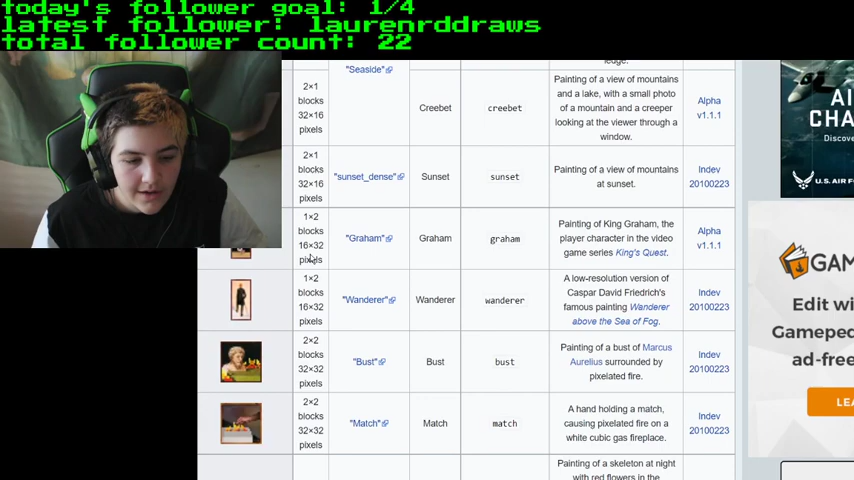 today's follower goal: 1/4
latest follower: laurenrddraws
total follower count: 22
"Seaside"
ledge.
2×1 blocks 32×16 pixels
Creebet
creebet
Painting of a view of mountains and a lake, with a small photo of a mountain and a creeper looking at the viewer through a window.
Alpha v1.1.1
2×1 blocks 32×16 pixels
"sunset_dense"
Sunset
sunset
Painting of a view of mountains at sunset.
Indev 20100223
1×2 blocks 16×32 pixels
"Graham"
Graham
graham
Painting of King Graham, the player character in the video game series King's Quest.
Alpha v1.1.1
1×2 blocks 16×32 pixels
"Wanderer"
Wanderer
wanderer
A low-resolution version of Caspar David Friedrich's famous painting Wanderer above the Sea of Fog.
Indev 20100223
2×2 blocks 32×32 pixels
"Bust"
Bust
bust
Painting of a bust of Marcus Aurelius surrounded by pixelated fire.
Indev 20100223
2×2 blocks 32×32 pixels
"Match"
Match
match
A hand holding a match, causing pixelated fire on a white cubic gas fireplace.
Indev 20100223
Painting of a skeleton at night with red flowers in the
AI
CHA
Discove
U.S. AIR F
GAM
Edit wi
Gameped
ad-free
LEA